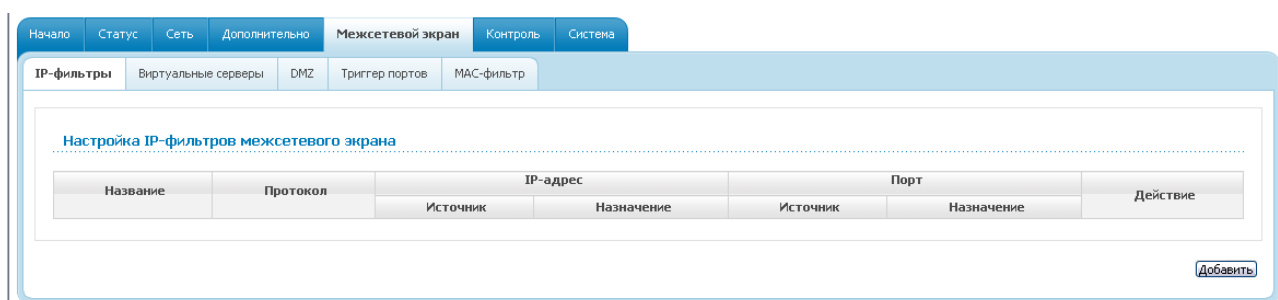 Начало Статус Сеть Дополнительно Межсетевой экран Контроль Система
IP-фильтры Виртуальные серверы DMZ Триггер портов MAC-фильтр
Настройка IP-фильтров межсетевого экрана
Название Протокол IP-адрес Порт Действие
Источник Назначение Источник Назначение
Добавить